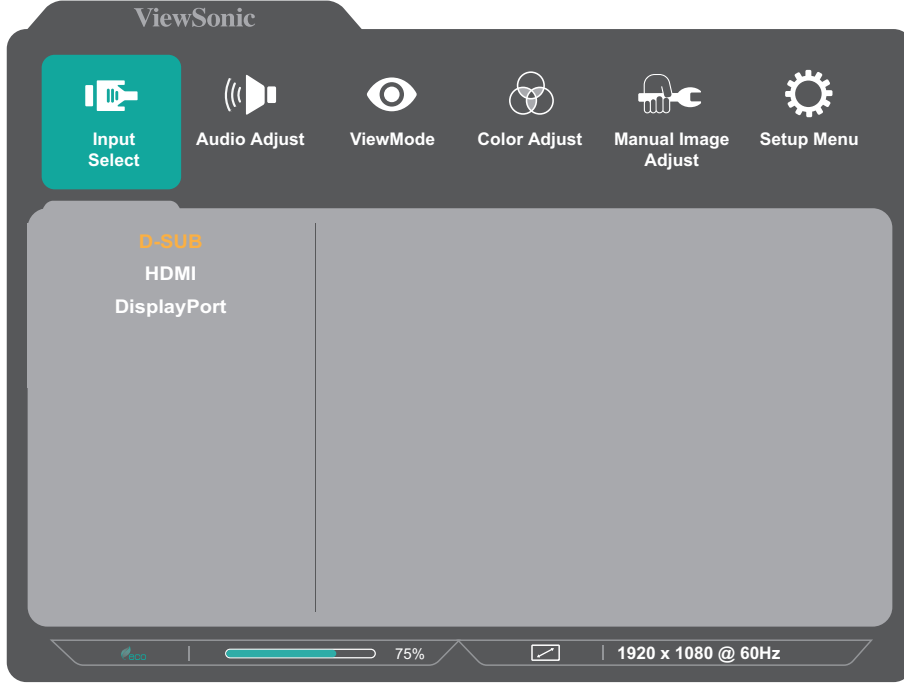 ViewSonic
Input
Select
Audio Adjust
ViewMode
Color Adjust
Manual Image
Adjust
Setup Menu
D-SUB
HDMI
DisplayPort
eco
75%
1920 x 1080 @ 60Hz